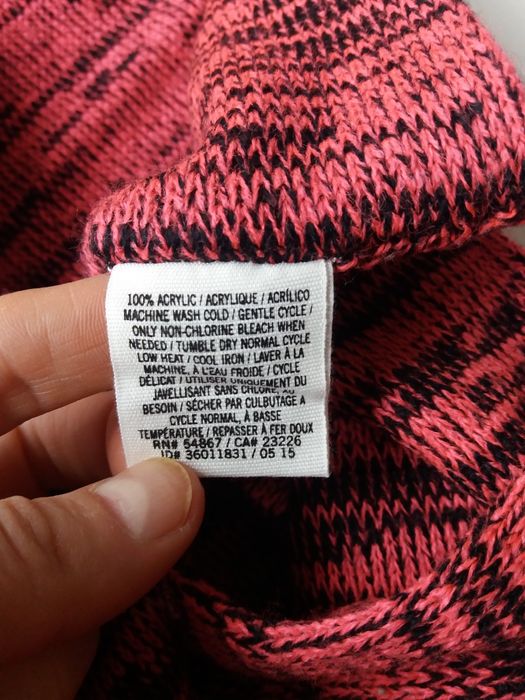 100% ACRYLIC / ACRYLIQUE / ACRÍLICO
MACHINE WASH COLD / GENTLE CYCLE /
ONLY NON-CHLORINE BLEACH WHEN
NEEDED / TUMBLE DRY NORMAL CYCLE
LOW HEAT / COOL IRON / LAVER À LA
MACHINE, À L'EAU FROIDE / CYCLE
DÉLICAT / UTILISER UNIQUEMENT DU
JAVELLISANT SANS CHLORE, AU
BESOIN / SÉCHER PAR CULBUTAGE A
CYCLE NORMAL, À BASSE
TEMPÉRATURE / REPASSER À FER DOUX
RN# 54867 / CA# 23226
ID# 36011831 / 05 15